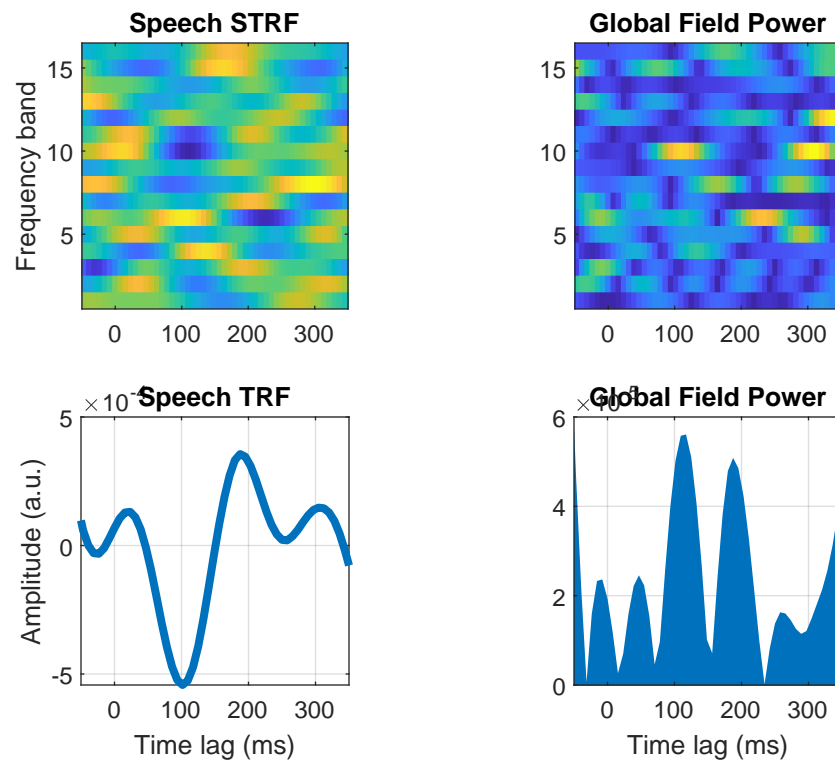 Speech STRF
Global Field Power
Frequency band
15
10
5
0 100 200 300
15
10
5
0 100 200 300
Speech TRF
×10⁻⁴
Amplitude (a.u.)
5
0
-5
0 100 200 300
Time lag (ms)
Global Field Power
6
4
2
0
0 100 200 300
Time lag (ms)